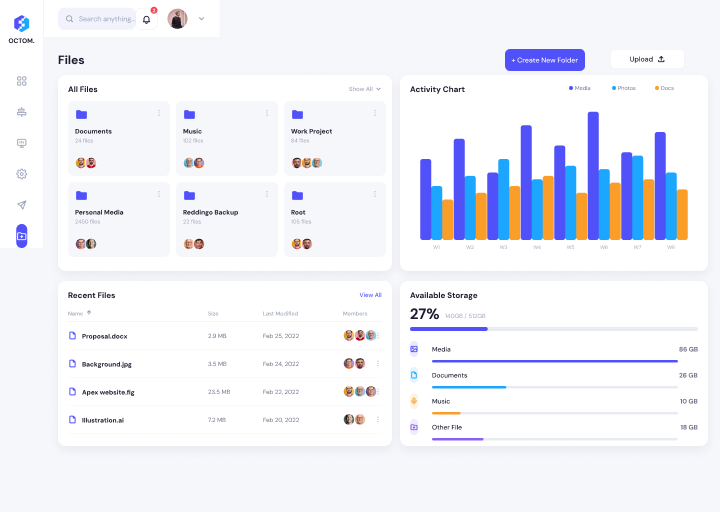 Search anything...
3
OCTOM.
Files
+ Create New Folder
Upload
All Files
Show All
Documents
24 files
Music
102 files
Work Project
84 files
Personal Media
2450 files
Reddingo Backup
22 files
Root
105 files
Activity Chart
Media
Photos
Docs
W1
W2
W3
W4
W5
W6
W7
W8
Recent Files
View All
Name
Size
Last Modified
Members
Proposal.docx
2.9 MB
Feb 25, 2022
Background.jpg
3.5 MB
Feb 24, 2022
Apex website.fig
23.5 MB
Feb 22, 2022
Illustration.ai
7.2 MB
Feb 20, 2022
Available Storage
27%
140GB / 512GB
Media
86 GB
Documents
26 GB
Music
10 GB
Other File
18 GB